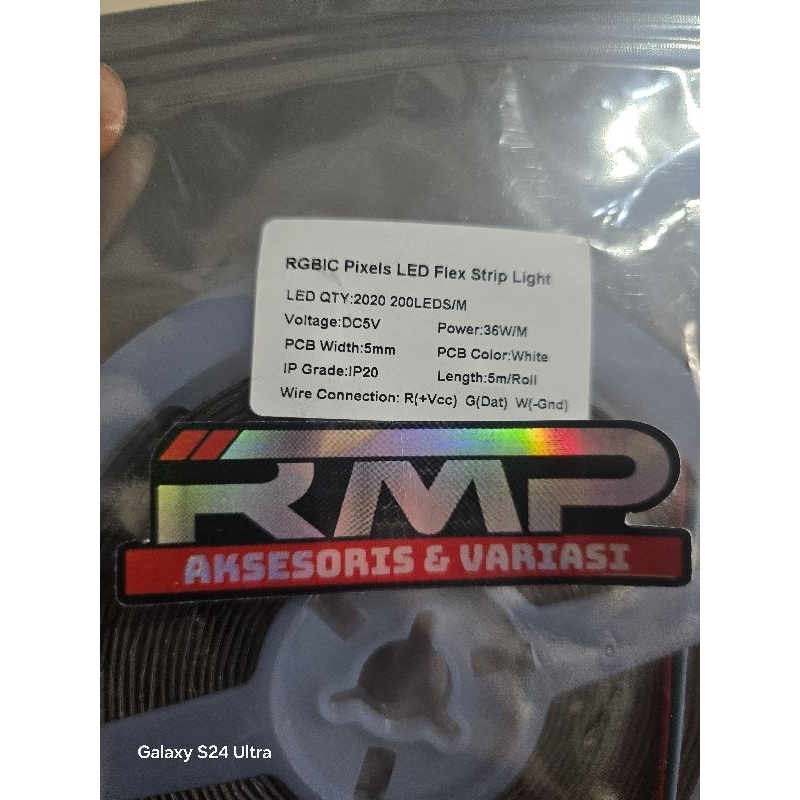 RGBIC Pixels LED Flex Strip Light
LED QTY:2020 200LEDS/M
Voltage:DC5V Power:36W/M
PCB Width:5mm PCB Color:White
IP Grade:IP20 Length:5m/Roll
Wire Connection: R(+Vcc) G(Dat) W(-Gnd)
RMP
AKSESORIS & VARIASI
Galaxy S24 Ultra